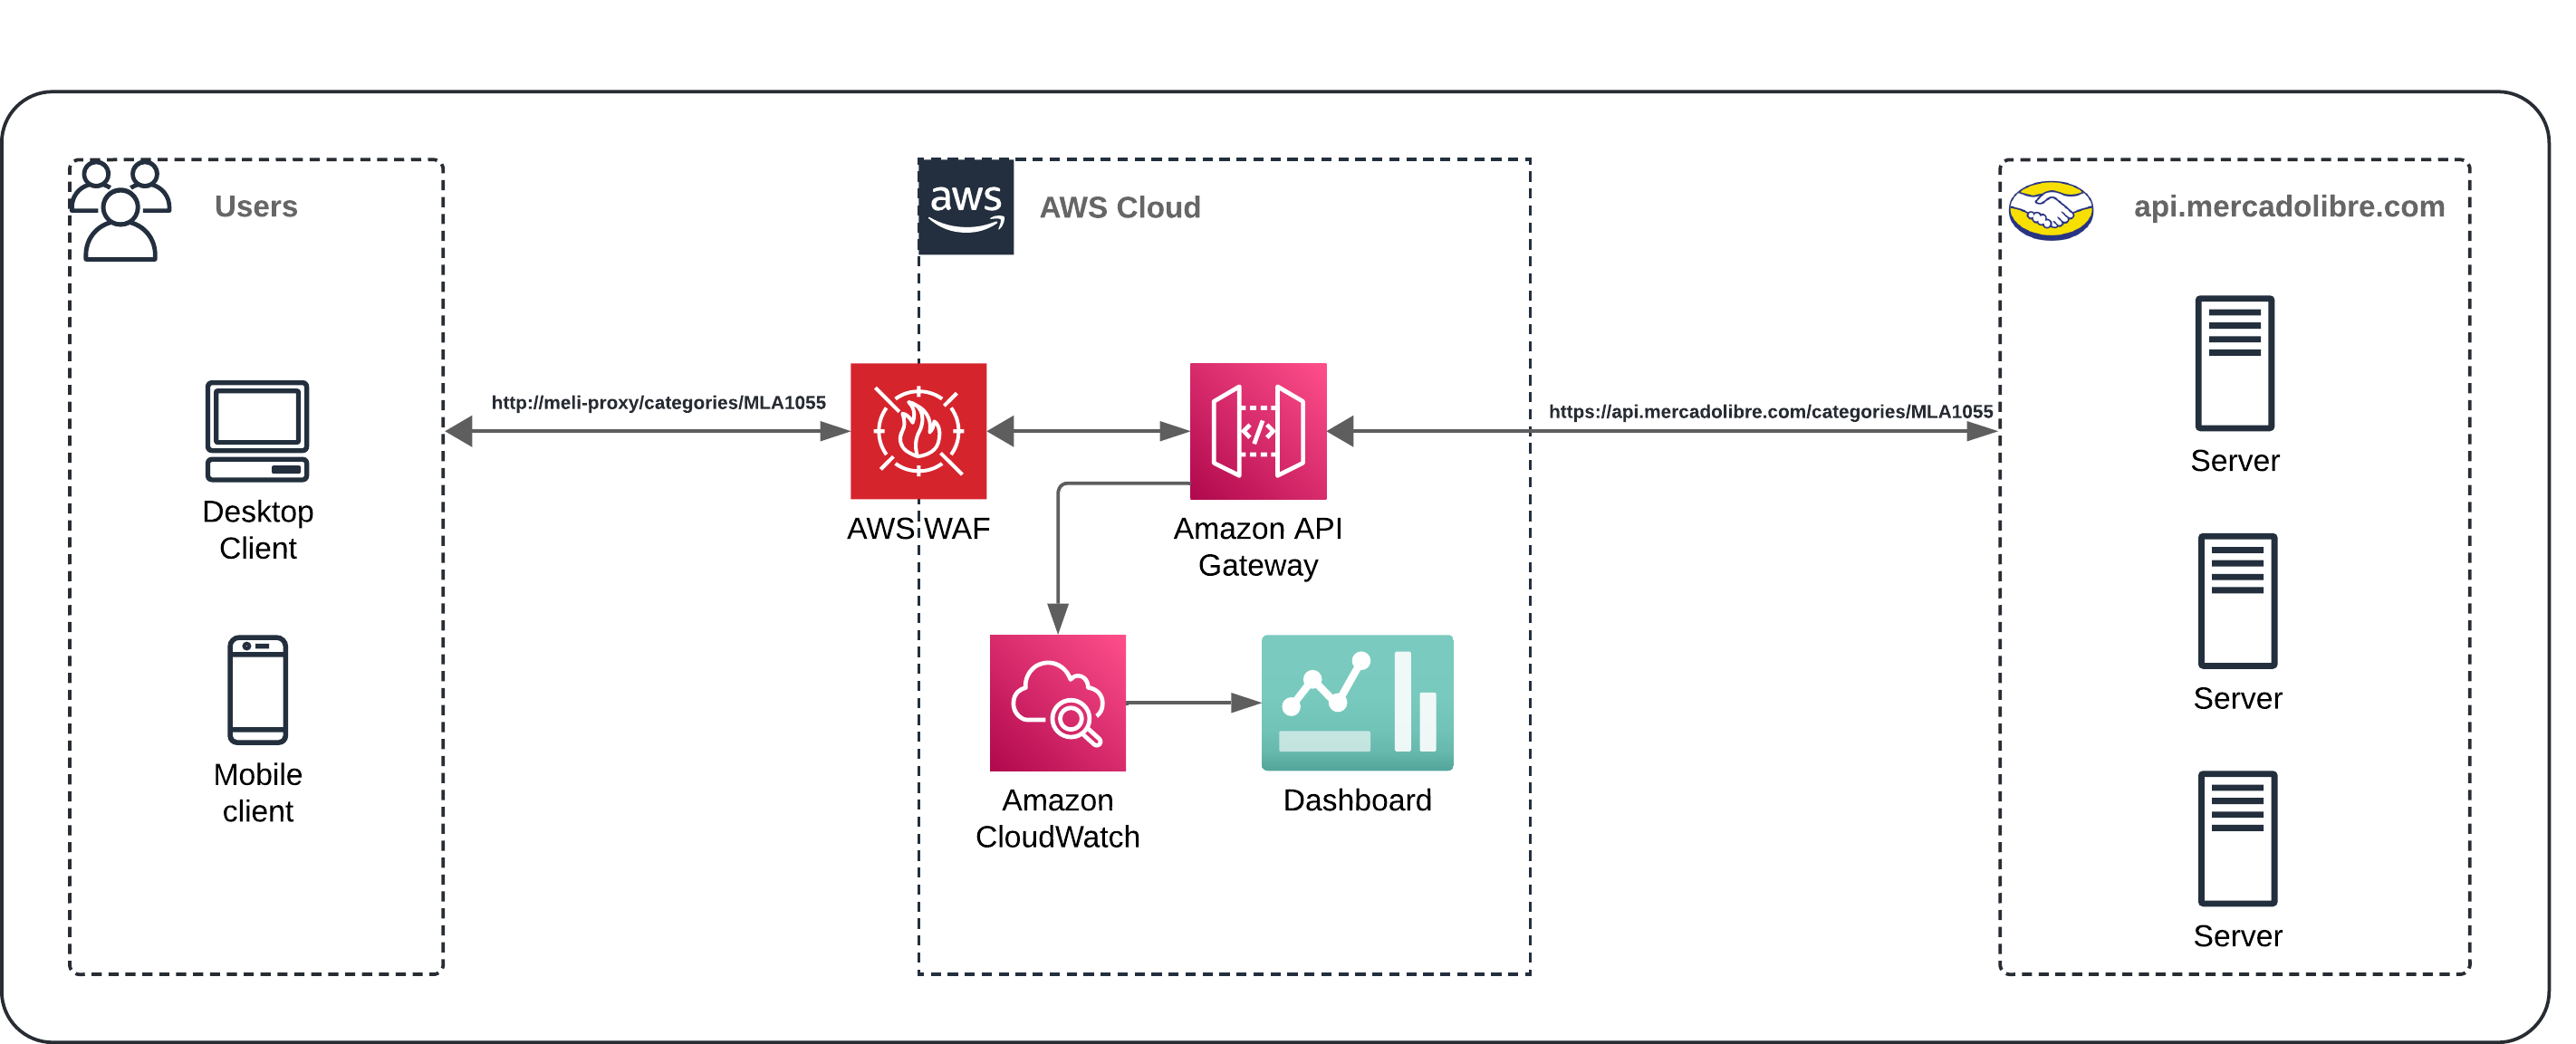 Users
Desktop
Client
Mobile
client
http://meli-proxy/categories/MLA1055
aws
AWS Cloud
AWS WAF
Amazon API
Gateway
Amazon
CloudWatch
Dashboard
https://api.mercadolibre.com/categories/MLA1055
api.mercadolibre.com
Server
Server
Server